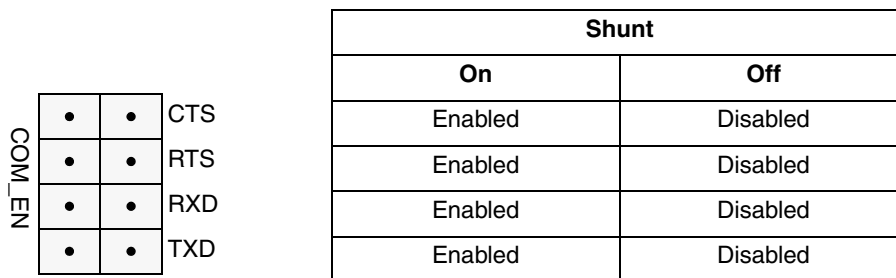 Shunt
On Off
CTS Enabled Disabled
RTS Enabled Disabled
RXD Enabled Disabled
TXD Enabled Disabled
COM_EN